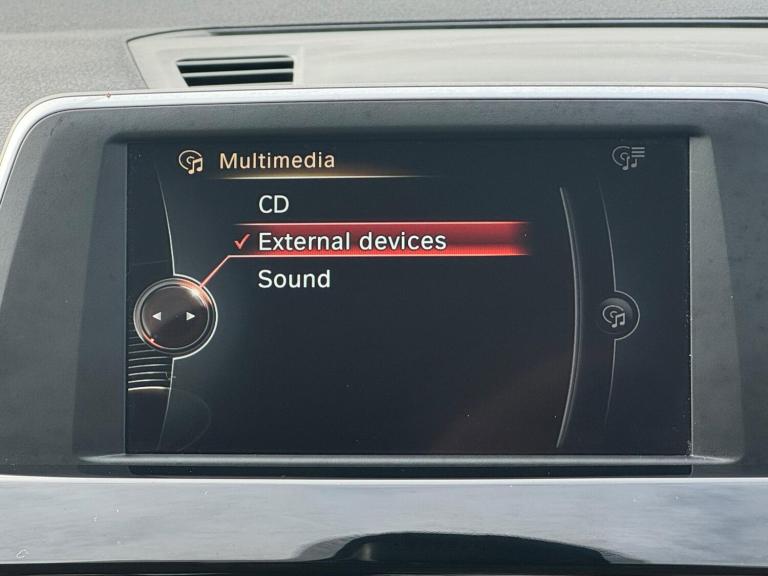 Multimedia
CD
External devices
Sound